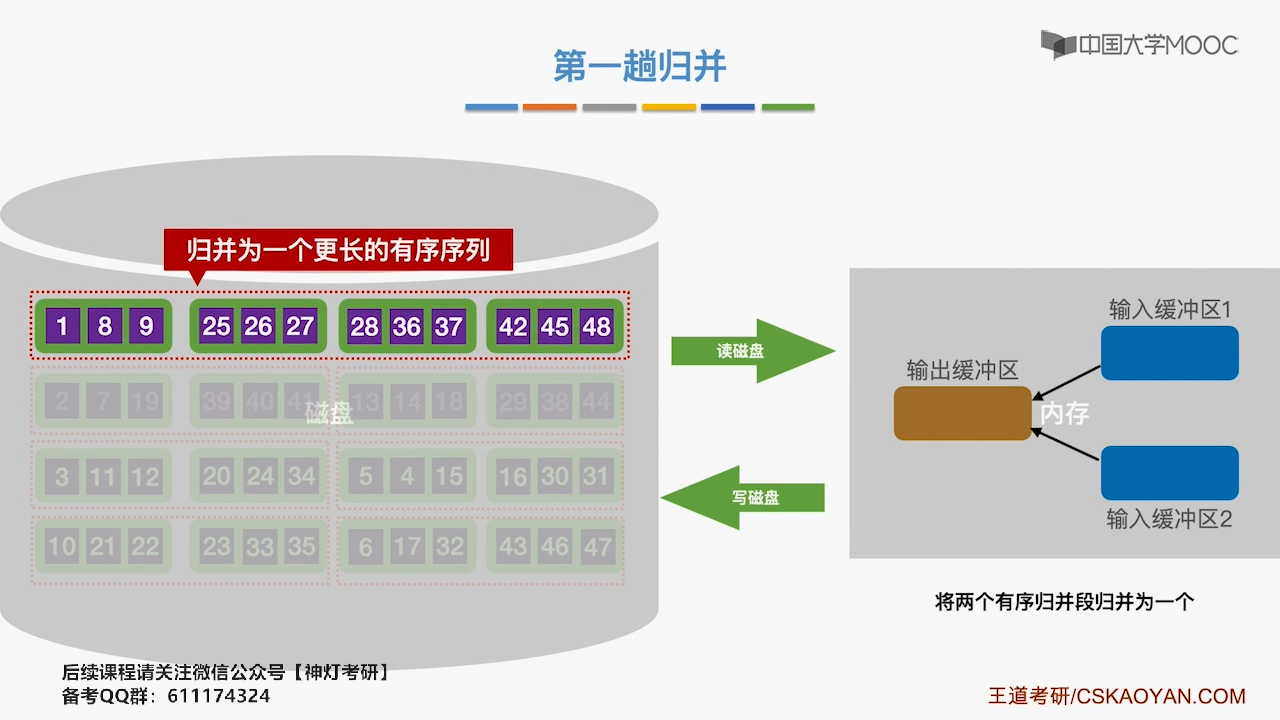 中国大学MOOC
第一趟归并
归并为一个更长的有序序列
1 8 9 25 26 27 28 36 37 42 45 48
2 7 19 39 40 41 13 14 18 29 38 44
磁盘
3 11 12 20 24 34 5 4 15 16 30 31
10 21 22 23 33 35 6 17 32 43 46 47
读磁盘
写磁盘
输入缓冲区1
输出缓冲区
内存
输入缓冲区2
将两个有序归并段归并为一个
后续课程请关注微信公众号【神灯考研】
备考QQ群：611174324
王道考研/CSKAOYAN.COM